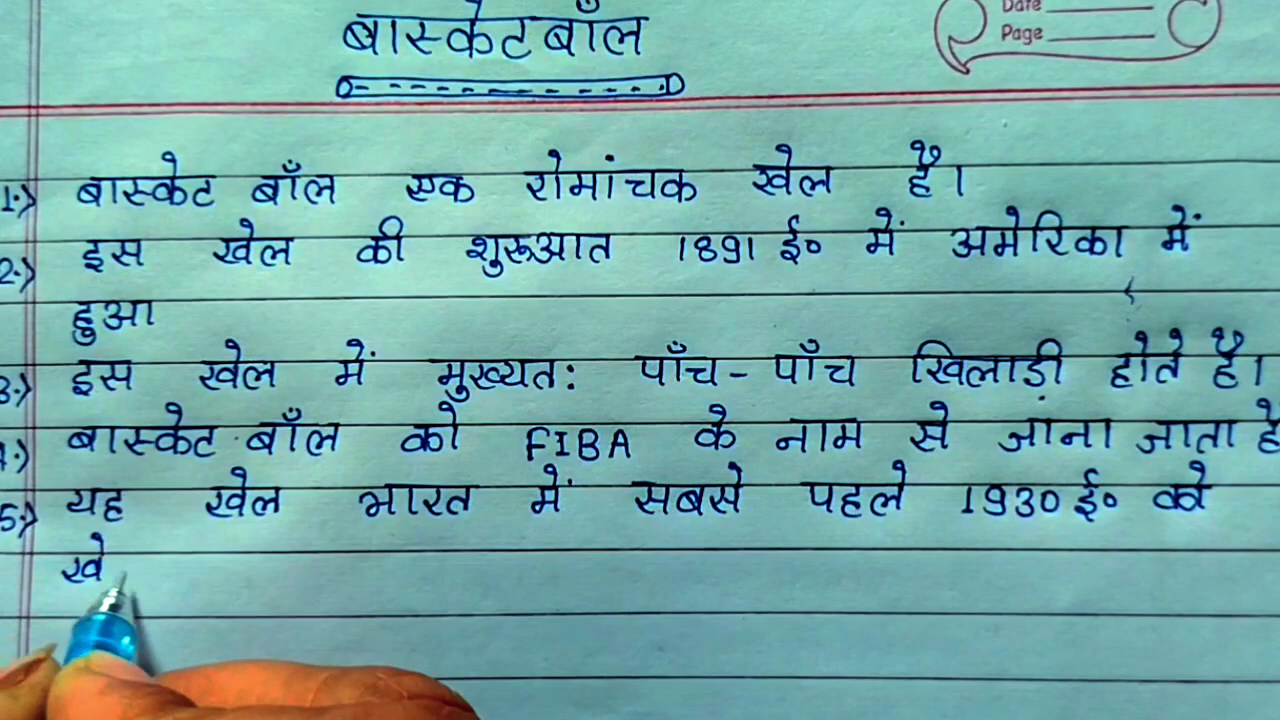 Date
Page
बास्केटबॉल
1.) बास्केट बॉल एक रोमांचक खेल है।
2.) इस खेल की शुरूआत 1891 ई० में अमेरिका में
हुआ
3.) इस खेल में मुख्यत: पाँच-पाँच खिलाडी होते है।
4.) बास्केट बॉल को FIBA के नाम से जाना जाता है
5.) यह खेल भारत में सबसे पहले 1930 ई०
खे